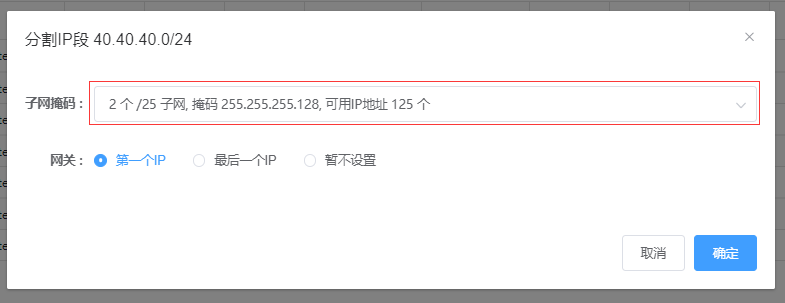 分割IP段 40.40.40.0/24
子网掩码：
2 个 /25 子网, 掩码 255.255.255.128, 可用IP地址 125 个
网关： 第一个IP 最后一个IP 暂不设置
取消 确定